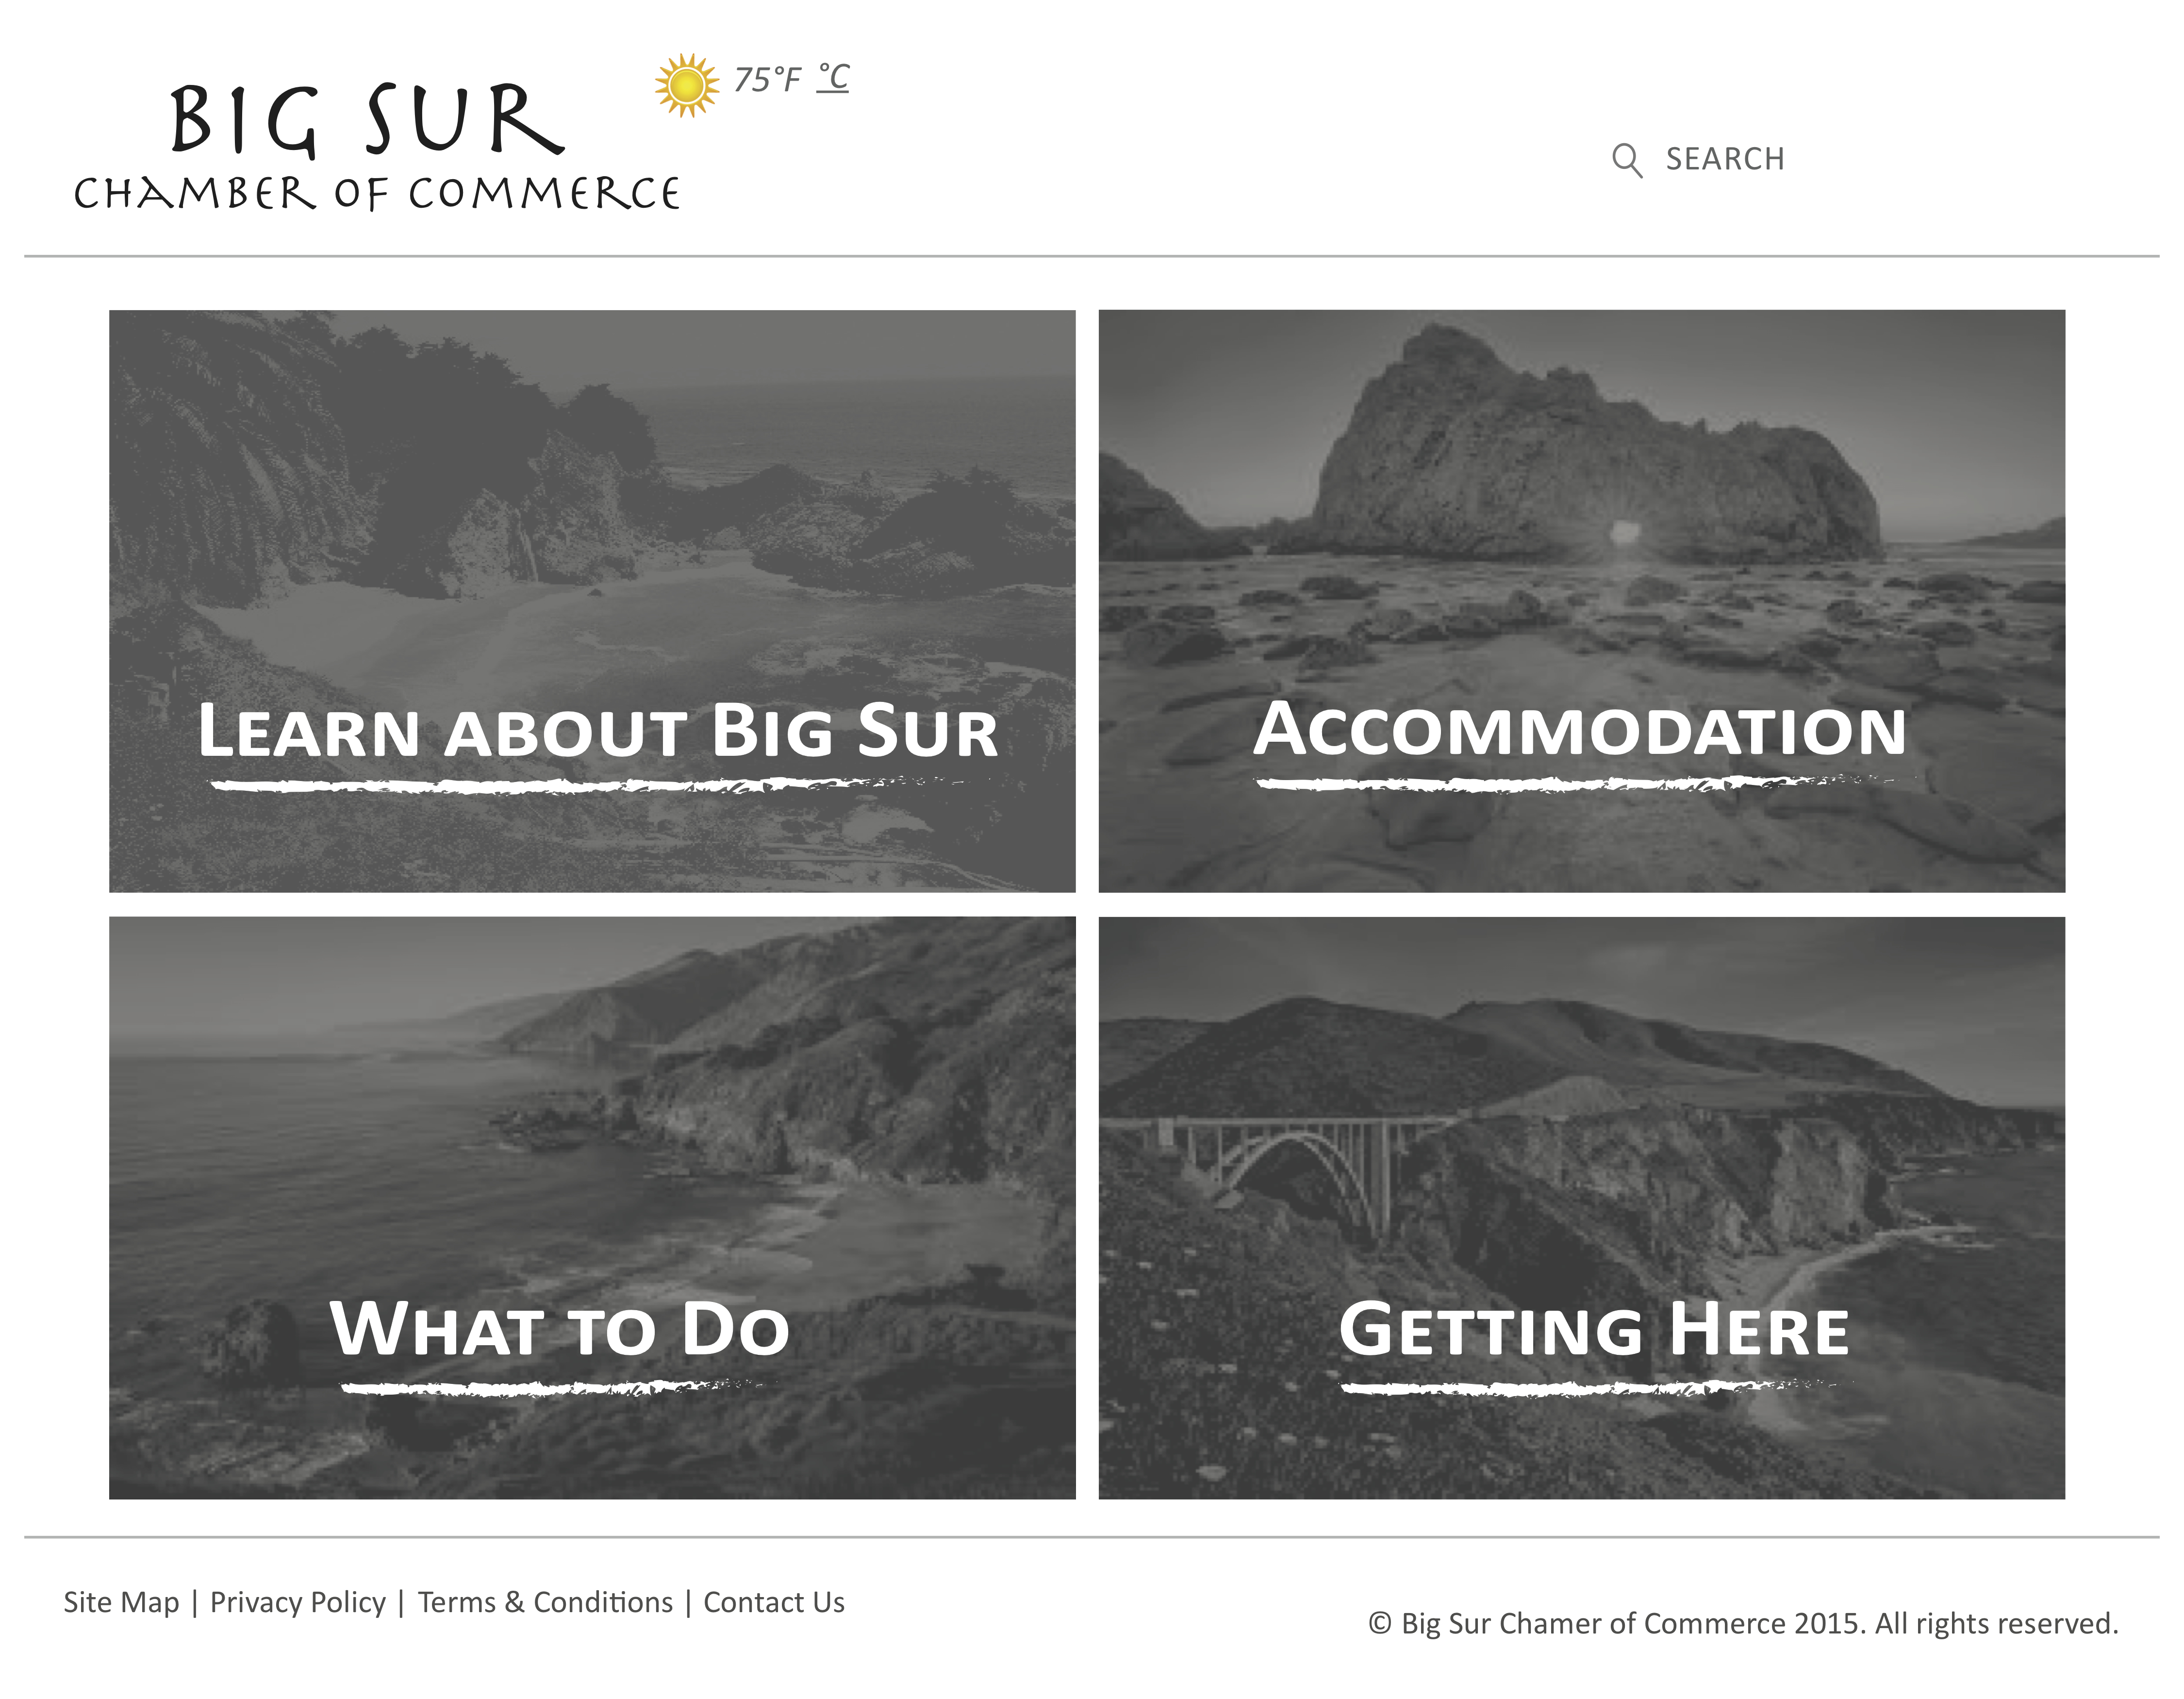 75°F °C
BIG SUR
CHAMBER OF COMMERCE
SEARCH
LEARN ABOUT BIG SUR
ACCOMMODATION
WHAT TO DO
GETTING HERE
Site Map | Privacy Policy | Terms & Conditions | Contact Us
© Big Sur Chamer of Commerce 2015. All rights reserved.